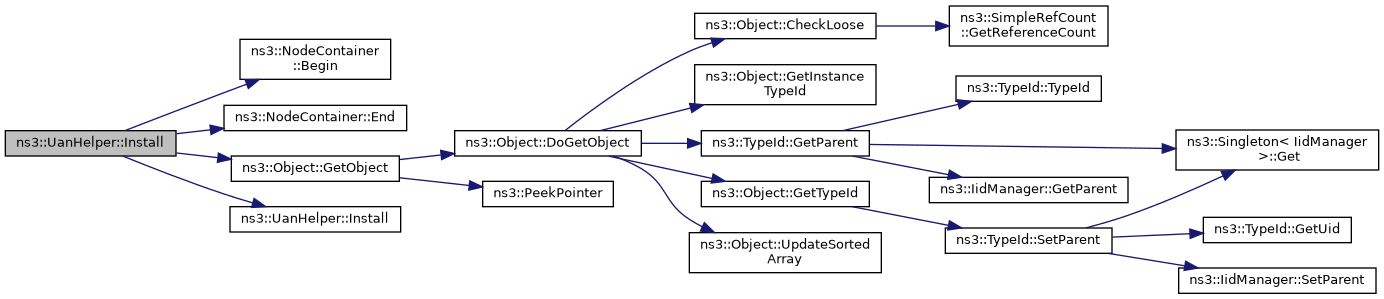 ns3::UanHelper::Install
ns3::NodeContainer
::Begin
ns3::NodeContainer::End
ns3::Object::GetObject
ns3::UanHelper::Install
ns3::Object::DoGetObject
ns3::PeekPointer
ns3::Object::CheckLoose
ns3::Object::GetInstance
TypeId
ns3::TypeId::GetParent
ns3::Object::GetTypeId
ns3::Object::UpdateSorted
Array
ns3::SimpleRefCount
::GetReferenceCount
ns3::TypeId::TypeId
ns3::IidManager::GetParent
ns3::TypeId::SetParent
ns3::Singleton< IidManager
>::Get
ns3::TypeId::GetUid
ns3::IidManager::SetParent